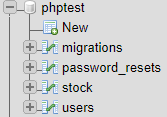 phptest
New
migrations
password_resets
stock
users